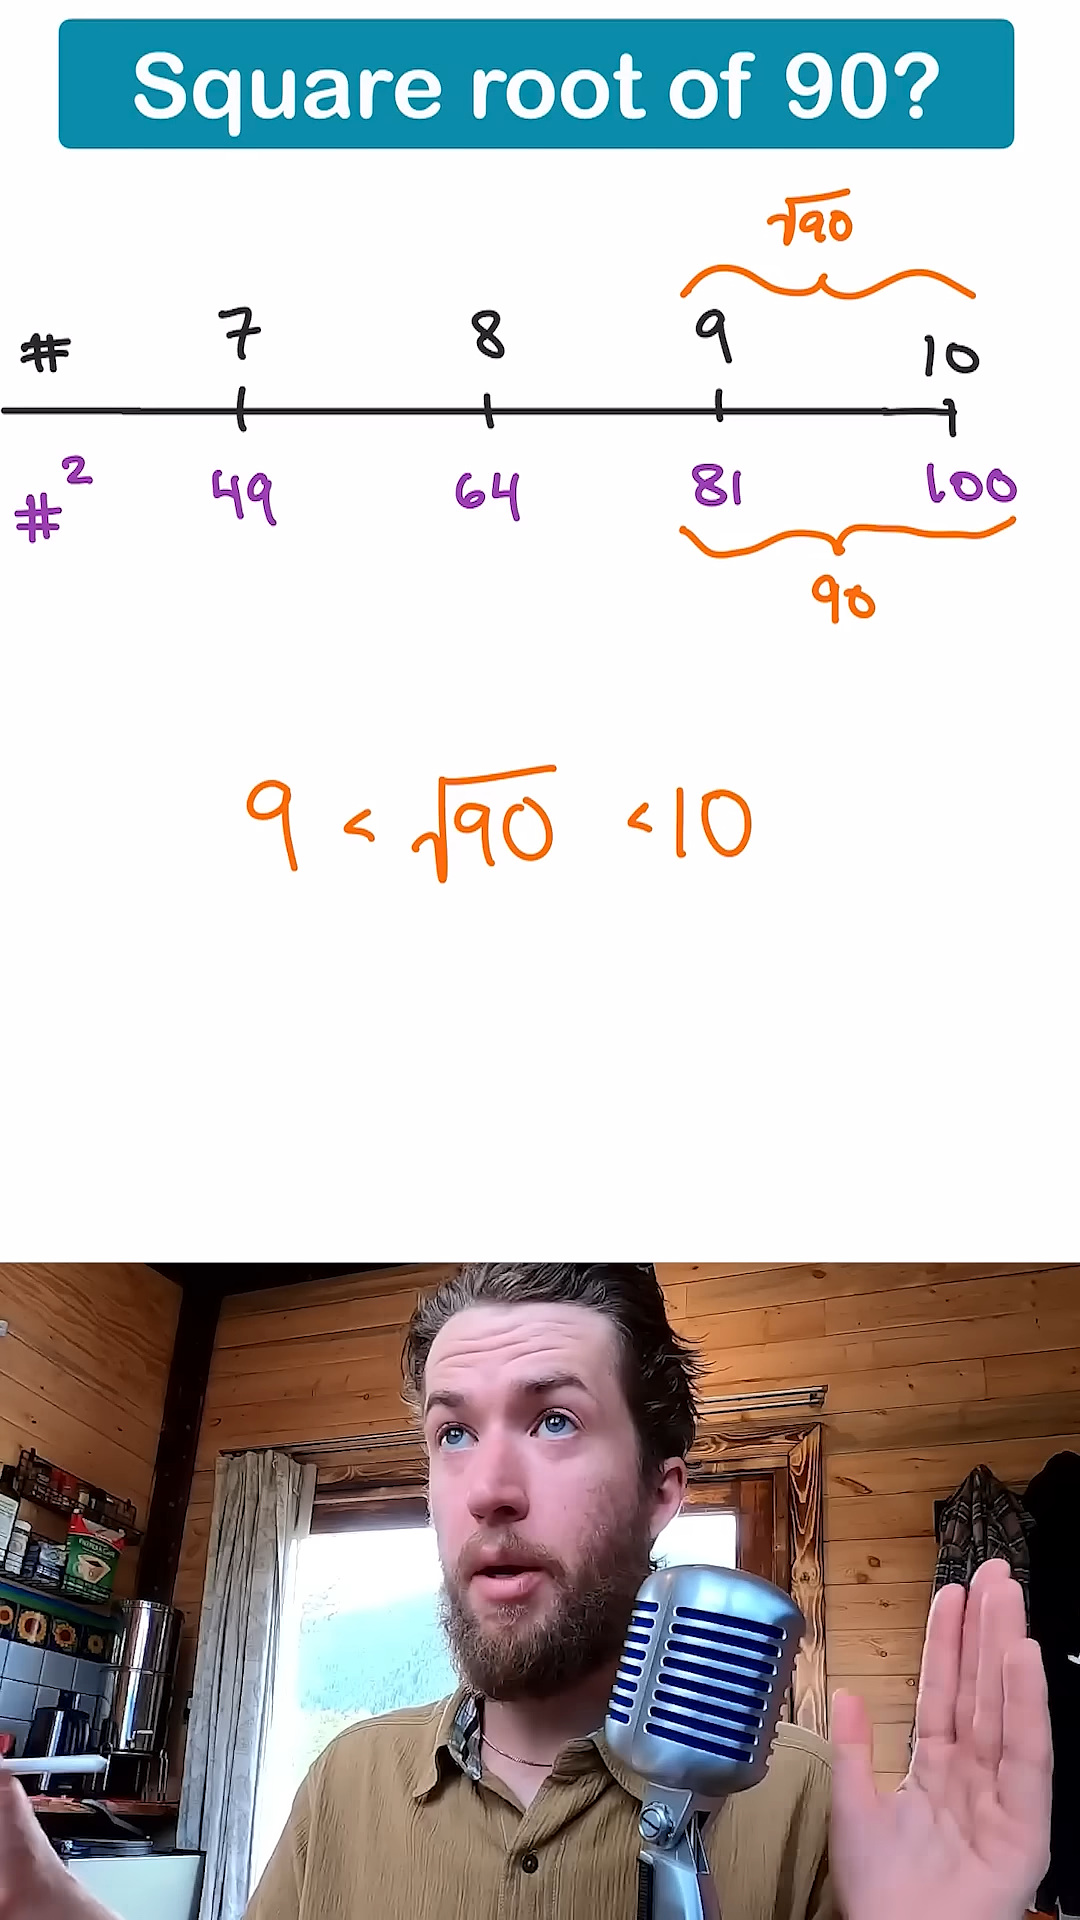 Square root of 90?
√90
# 7 8 9 10
#² 49 64 81 100
90
9 < √90 < 10